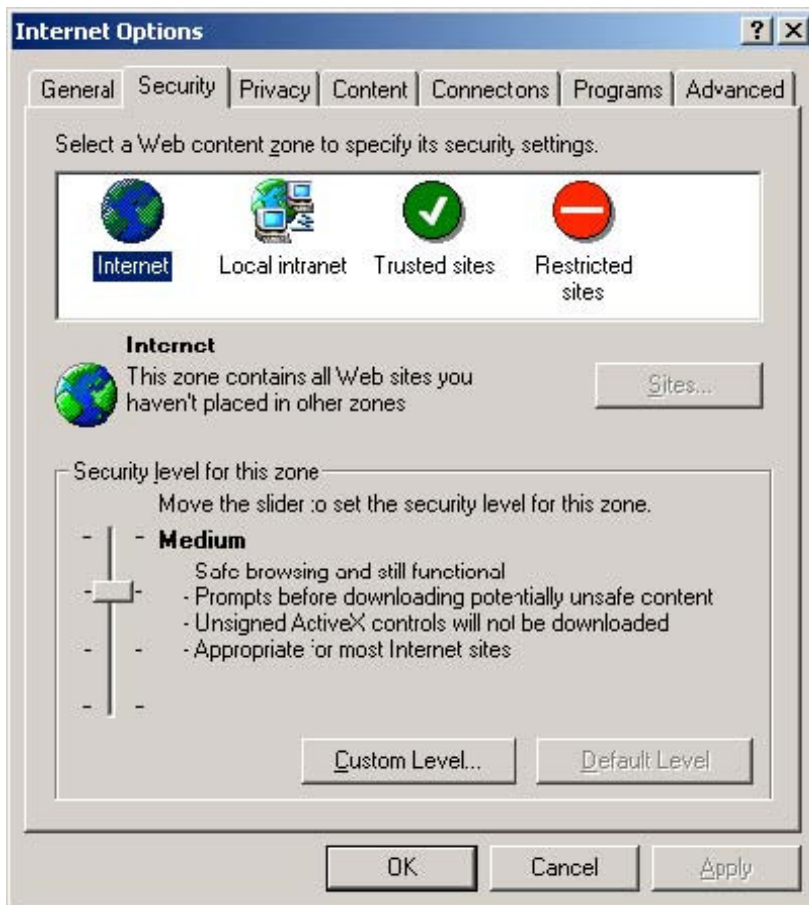 Internet Options
General Security Privacy Content Connectons Programs Advanced
Select a Web content zone to specify its security settings.
Internet Local intranet Trusted sites Restricted
sites
Internet
This zone contains all Web sites you
haven't placed in other zones
Sites...
Security level for this zone
Move the slider to set the security level for this zone.
Medium
Safe browsing and still functional
- Prompts before downloading potentially unsafe content
- Unsigned ActiveX controls will not be downloaded
- Appropriate for most Internet sites
Custom Level... Default Level
OK Cancel Apply